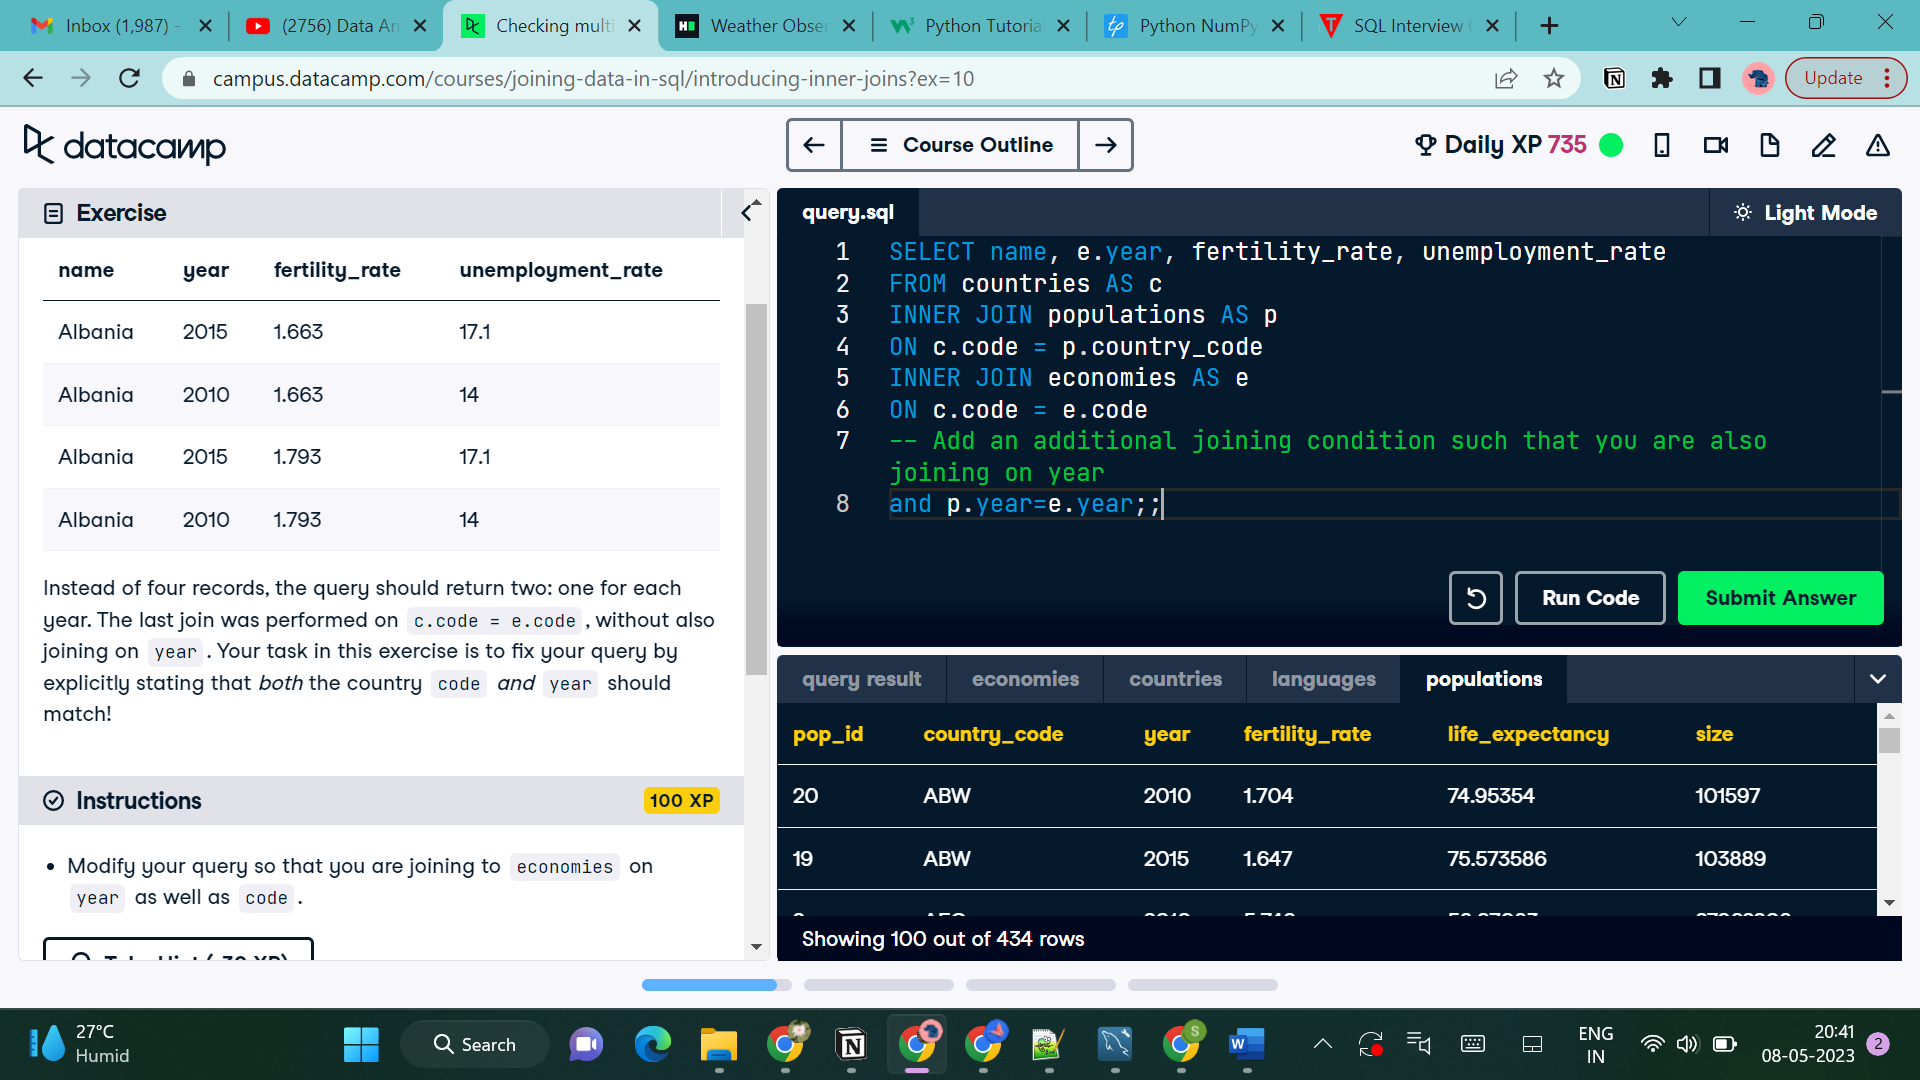 Inbox (1,987) -
(2756) Data An
Checking multi
Weather Obser
Python Tutoria
Python NumPy
SQL Interview
campus.datacamp.com/courses/joining-data-in-sql/introducing-inner-joins?ex=10
Update
datacamp
Course Outline
Daily XP 735
Exercise
name year fertility_rate unemployment_rate
Albania 2015 1.663 17.1
Albania 2010 1.663 14
Albania 2015 1.793 17.1
Albania 2010 1.793 14
Instead of four records, the query should return two: one for each
year. The last join was performed on c.code = e.code , without also
joining on year . Your task in this exercise is to fix your query by
explicitly stating that both the country code and year should
match!
Instructions
100 XP
• Modify your query so that you are joining to economies on
year as well as code .
query.sql
Light Mode
1 SELECT name, e.year, fertility_rate, unemployment_rate
2 FROM countries AS c
3 INNER JOIN populations AS p
4 ON c.code = p.country_code
5 INNER JOIN economies AS e
6 ON c.code = e.code
7 -- Add an additional joining condition such that you are also
joining on year
8 and p.year=e.year;;
Run Code
Submit Answer
query result economies countries languages populations
pop_id country_code year fertility_rate life_expectancy size
20 ABW 2010 1.704 74.95354 101597
19 ABW 2015 1.647 75.573586 103889
Showing 100 out of 434 rows
27°C
Humid
Search
ENG
IN
20:41
08-05-2023
2